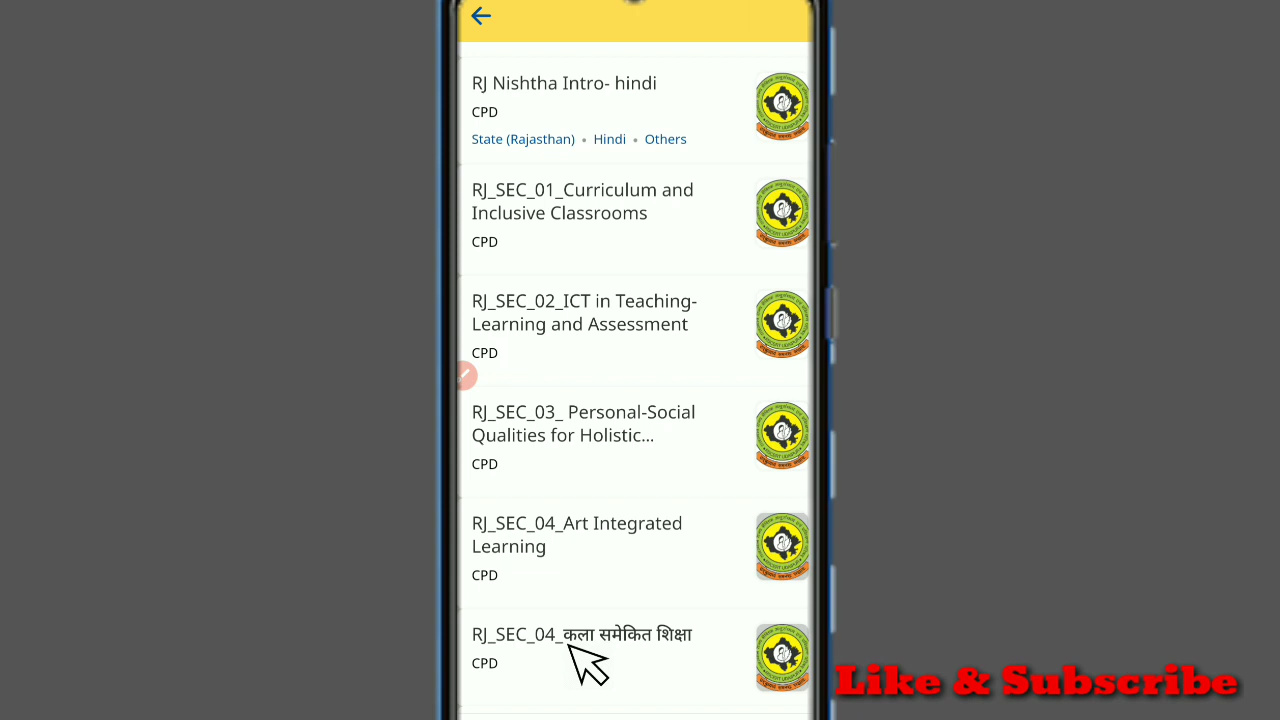 RJ Nishtha Intro- hindi
CPD
State (Rajasthan) • Hindi • Others
RJ_SEC_01_Curriculum and
Inclusive Classrooms
CPD
RJ_SEC_02_ICT in Teaching-
Learning and Assessment
CPD
RJ_SEC_03_ Personal-Social
Qualities for Holistic...
CPD
RJ_SEC_04_Art Integrated
Learning
CPD
RJ_SEC_04_कला समेकित शिक्षा
CPD
Like & Subscribe